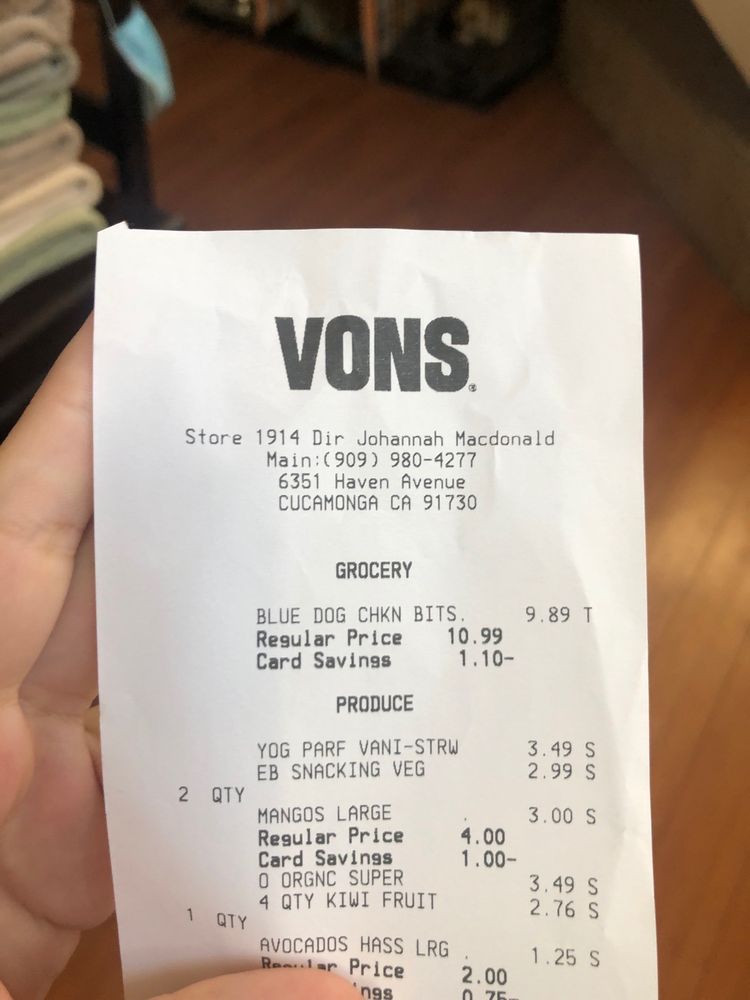 VONS®
Store 1914 Dir Johannah Macdonald
Main:(909) 980-4277
6351 Haven Avenue
CUCAMONGA CA 91730
GROCERY
BLUE DOG CHKN BITS. 9.89 T
Regular Price 10.99
Card Savings 1.10-
PRODUCE
YOG PARF VANI-STRW 3.49 S
EB SNACKING VEG 2.99 S
2 QTY
MANGOS LARGE . 3.00 S
Regular Price 4.00
Card Savings 1.00-
O ORGNC SUPER 3.49 S
4 QTY KIWI FRUIT 2.76 S
1 QTY
AVOCADOS HASS LRG . 1.25 S
Regular Price 2.00
0.75-